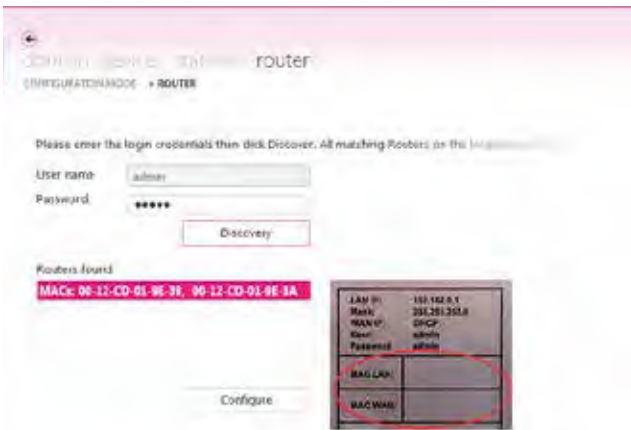 router
CONFIGURATION MODE » ROUTER
Please enter the login credentials then click Discover. All matching Routers on the
User name admin
Password *****
Discovery
Routers found
MACs: 00-12-CD-01-9E-39, 00-12-CD-01-9E-3A
LAN IP: 192.168.0.1
Mask: 255.255.255.0
WAN IP: DHCP
User: admin
Password: admin
MAC LAN:
Configure
MAC WAN: